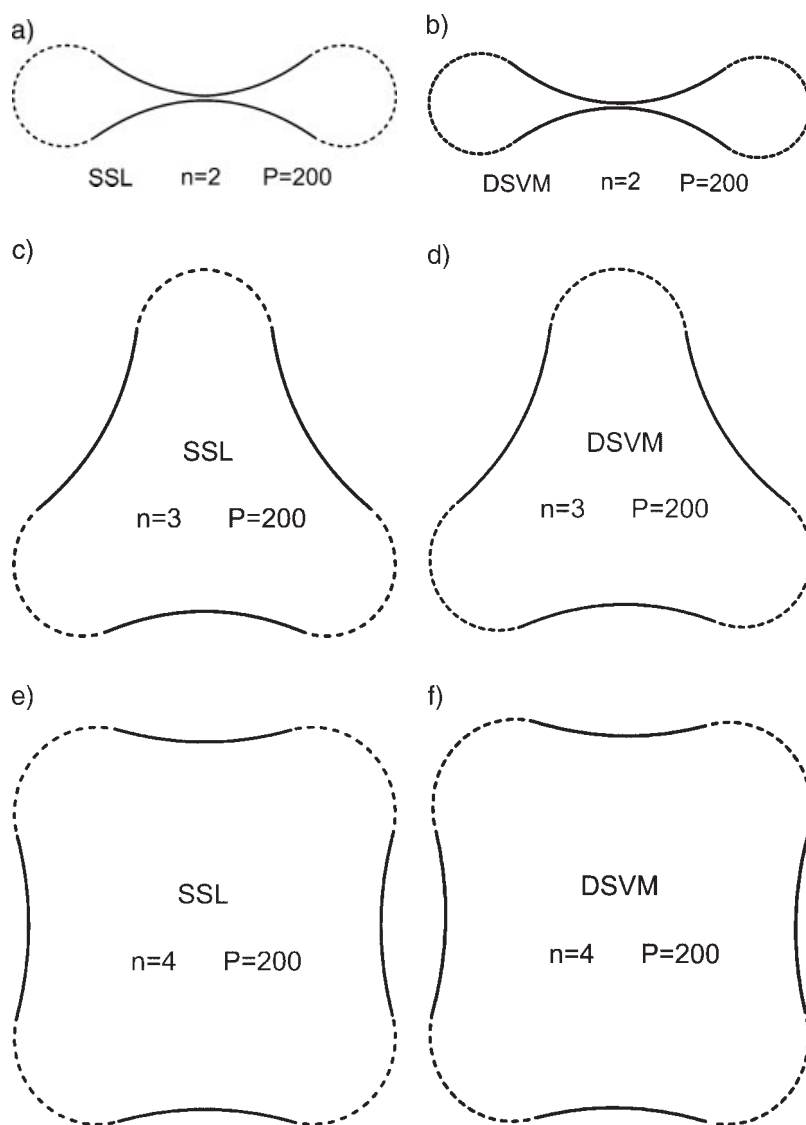 a)
SSL n=2 P=200
b)
DSVM n=2 P=200
c)
SSL
n=3 P=200
d)
DSVM
n=3 P=200
e)
SSL
n=4 P=200
f)
DSVM
n=4 P=200